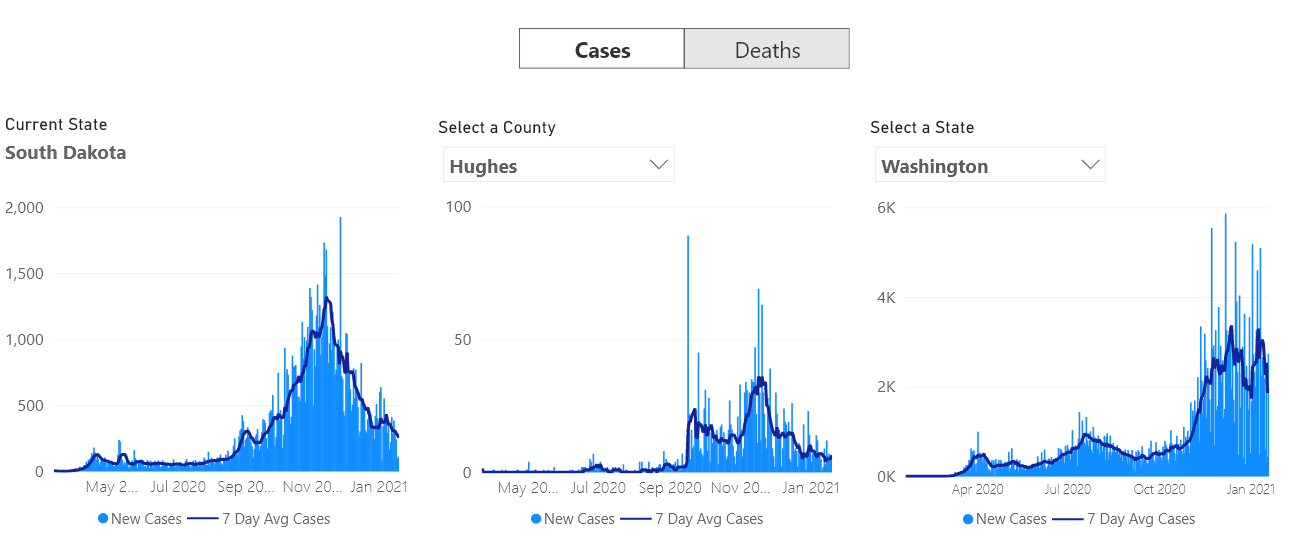 Cases Deaths
Current State
South Dakota
2,000
1,500
1,000
500
0
May 2... Jul 2020 Sep 20... Nov 20... Jan 2021
New Cases 7 Day Avg Cases
Select a County
Hughes
100
50
0
May 20... Jul 2020 Sep 2020 Nov 20... Jan 2021
New Cases 7 Day Avg Cases
Select a State
Washington
6K
4K
2K
0K
Apr 2020 Jul 2020 Oct 2020 Jan 2021
New Cases 7 Day Avg Cases